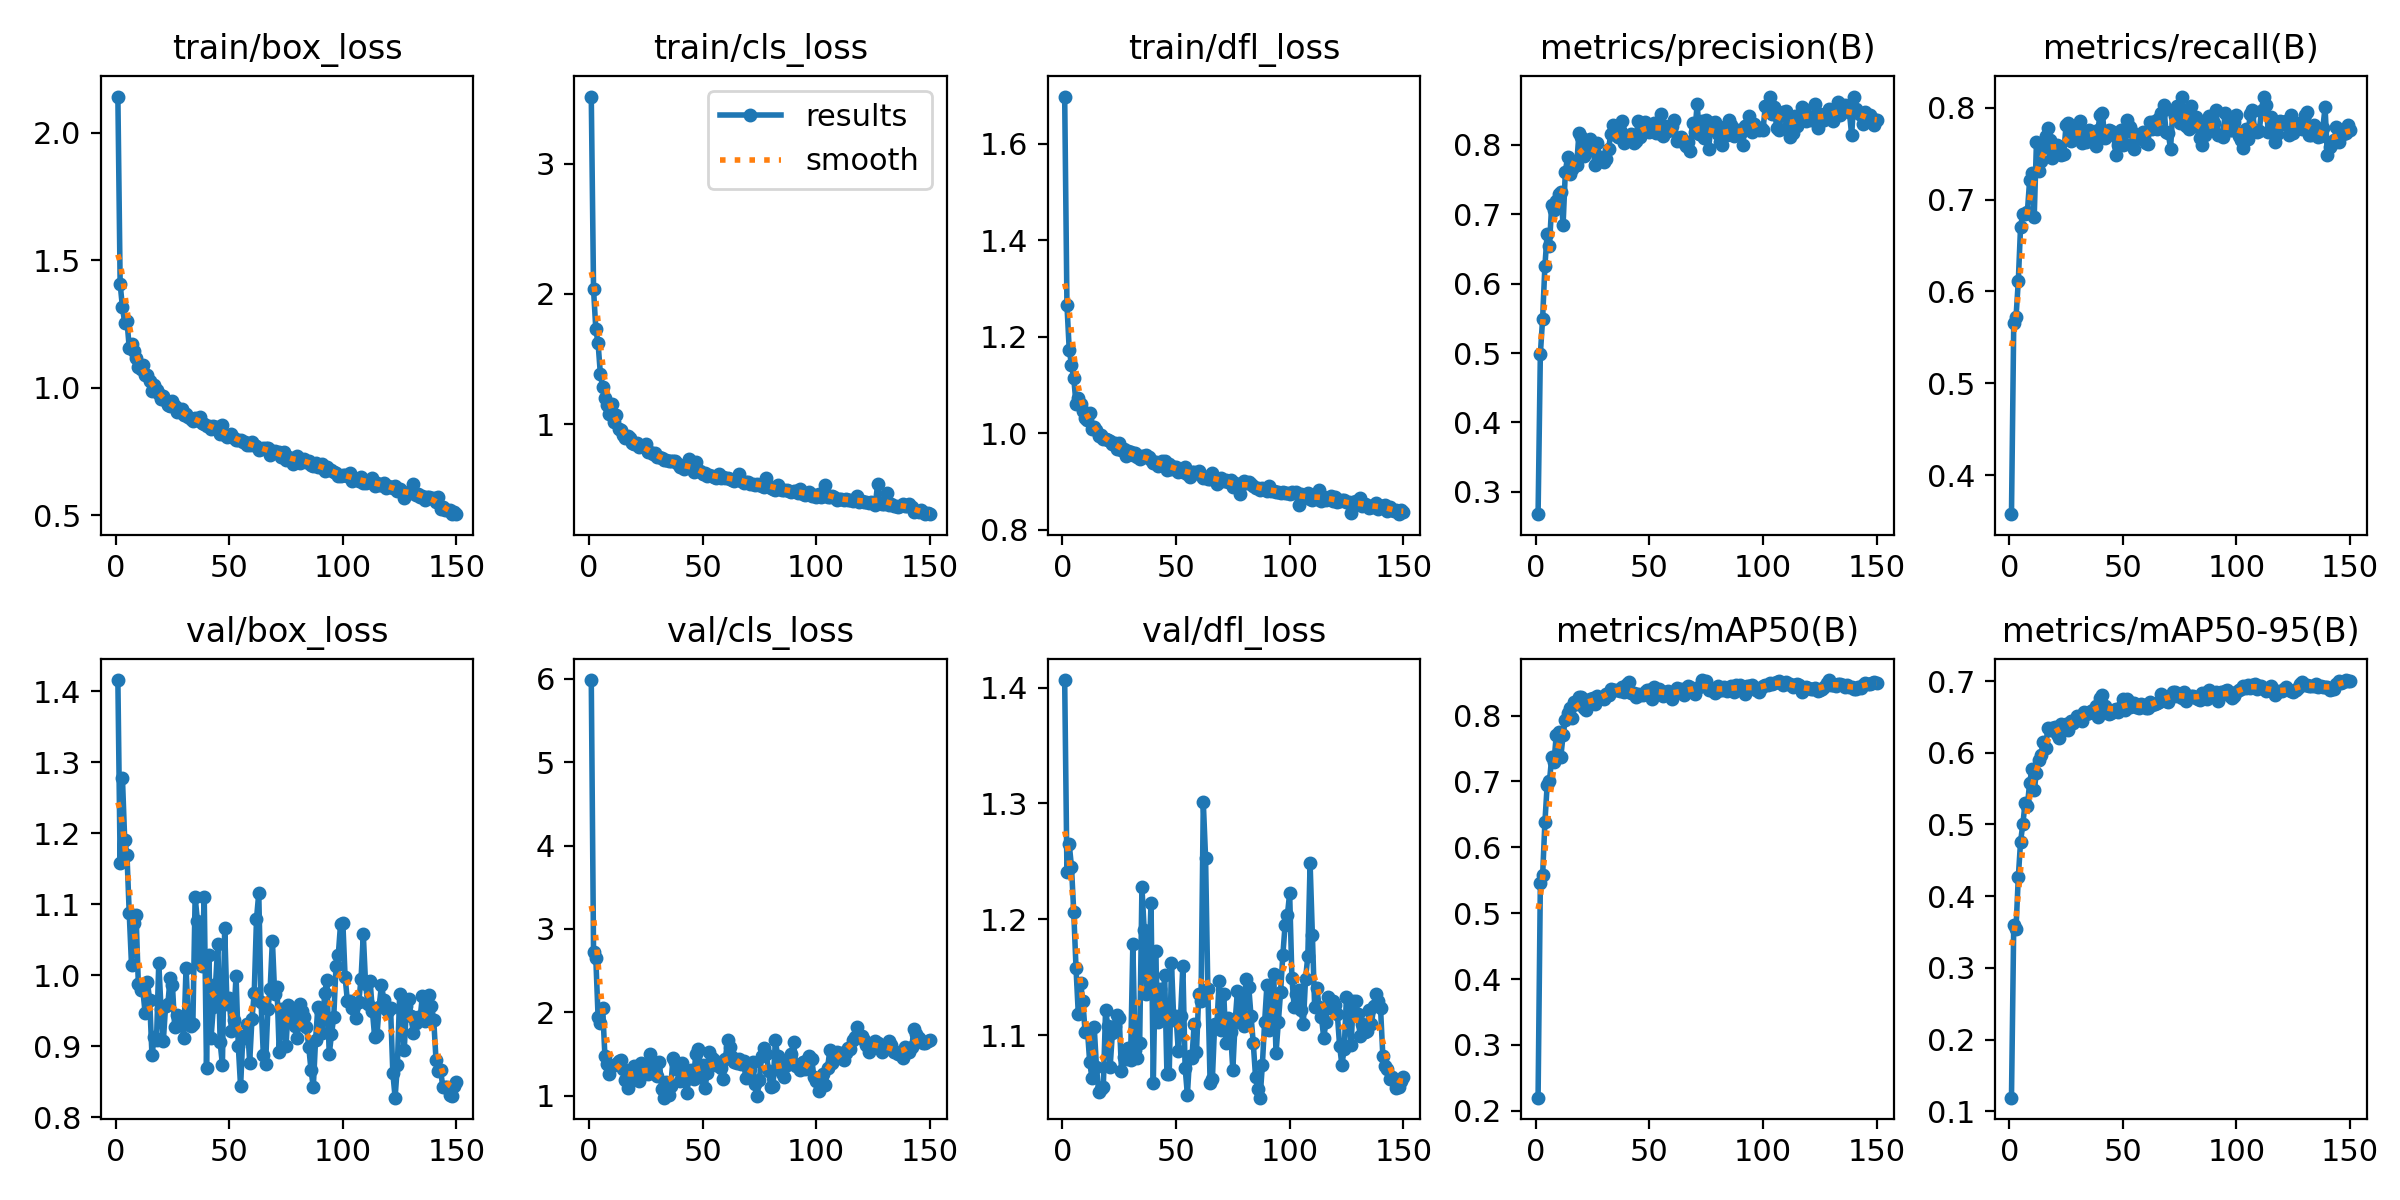 train/box_loss
2.0
1.5
1.0
0.5
0 50 100 150
train/cls_loss
results
smooth
3
2
1
0 50 100 150
train/dfl_loss
1.6
1.4
1.2
1.0
0.8
0 50 100 150
metrics/precision(B)
0.8
0.7
0.6
0.5
0.4
0.3
0 50 100 150
metrics/recall(B)
0.8
0.7
0.6
0.5
0.4
0 50 100 150
val/box_loss
1.4
1.3
1.2
1.1
1.0
0.9
0.8
0 50 100 150
val/cls_loss
6
5
4
3
2
1
0 50 100 150
val/dfl_loss
1.4
1.3
1.2
1.1
0 50 100 150
metrics/mAP50(B)
0.8
0.7
0.6
0.5
0.4
0.3
0.2
0 50 100 150
metrics/mAP50-95(B)
0.7
0.6
0.5
0.4
0.3
0.2
0.1
0 50 100 150